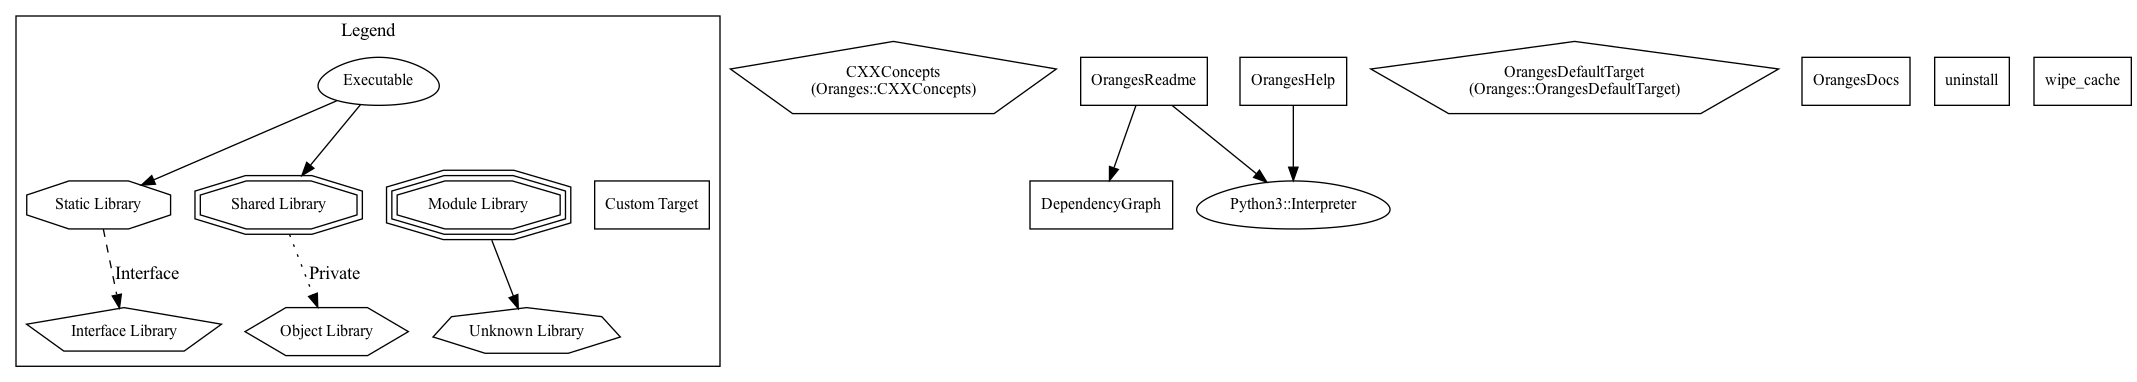 Legend
Executable
Static Library
Shared Library
Module Library
Custom Target
Interface
Private
Interface Library
Object Library
Unknown Library
CXXConcepts
(Oranges::CXXConcepts)
OrangesReadme
OrangesHelp
OrangesDefaultTarget
(Oranges::OrangesDefaultTarget)
OrangesDocs
uninstall
wipe_cache
DependencyGraph
Python3::Interpreter